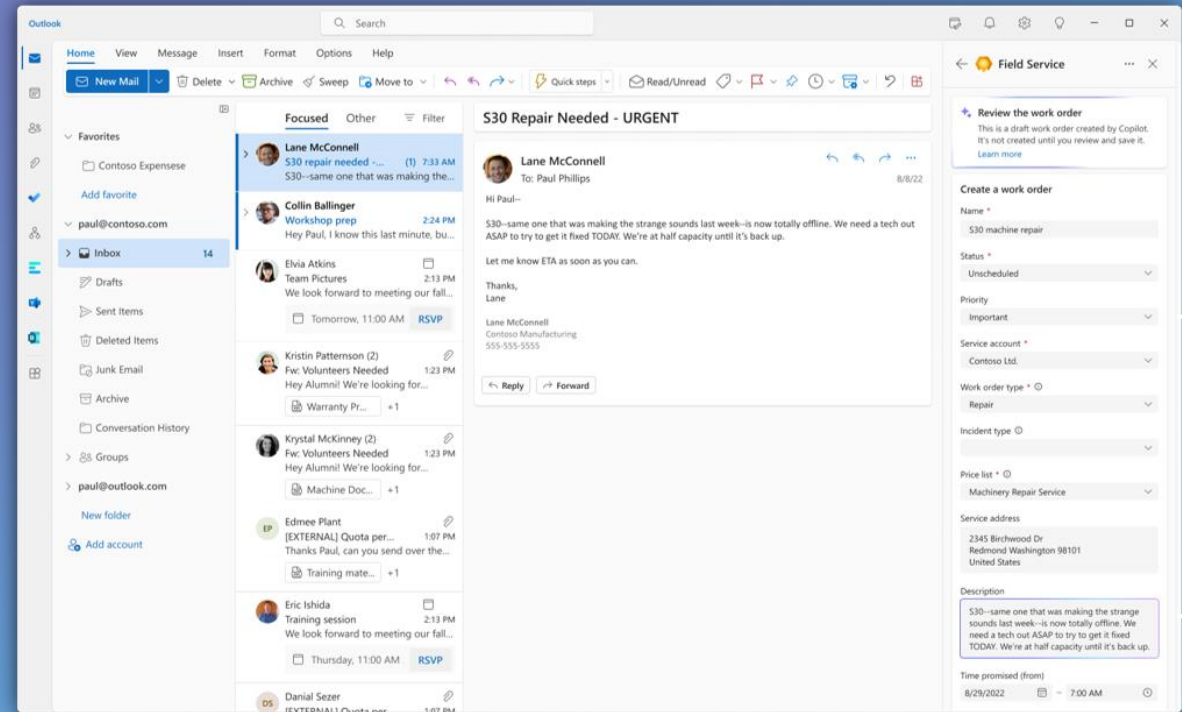 Outlook
Search
Home View Message Insert Format Options Help
New Mail Delete Archive Sweep Move to Quick steps Read/Unread
Favorites
Contoso Expensese
Add favorite
paul@contoso.com
Inbox 14
Drafts
Sent Items
Deleted Items
Junk Email
Archive
Conversation History
Groups
paul@outlook.com
New folder
Add account
Focused Other Filter
Lane McConnell
S30 repair needed -... (1) 7:33 AM
S30--same one that was making the...
Collin Ballinger
Workshop prep 2:24 PM
Hey Paul, I know this last minute, bu...
Elvia Atkins
Team Pictures 2:13 PM
We look forward to meeting our fall...
Tomorrow, 11:00 AM RSVP
Kristin Patternson (2)
Fw: Volunteers Needed 1:23 PM
Hey Alumni! We're looking for...
Warranty Pr... +1
Krystal McKinney (2)
Fw: Volunteers Needed 1:23 PM
Hey Alumni! We're looking for...
Machine Doc... +1
EP
Edmee Plant
[EXTERNAL] Quota per... 1:07 PM
Thanks Paul, can you send over the...
Training mate... +1
Eric Ishida
Training session 2:13 PM
We look forward to meeting our fall...
Thursday, 11:00 AM RSVP
DS
Danial Sezer
[EXTERNAL] Quota per... 1:07 PM
S30 Repair Needed - URGENT
Lane McConnell
To: Paul Phillips
8/8/22
Hi Paul--
S30--same one that was making the strange sounds last week--is now totally offline. We need a tech out
ASAP to try to get it fixed TODAY. We're at half capacity until it's back up.
Let me know ETA as soon as you can.
Thanks,
Lane
Lane McConnell
Contoso Manufacturing
555-555-5555
Reply Forward
Field Service
Review the work order
This is a draft work order created by Copilot.
It's not created until you review and save it.
Learn more
Create a work order
Name *
S30 machine repair
Status *
Unscheduled
Priority
Important
Service account *
Contoso Ltd.
Work order type *
Repair
Incident type
Price list *
Machinery Repair Service
Service address
2345 Birchwood Dr
Redmond Washington 98101
United States
Description
S30--same one that was making the strange
sounds last week--is now totally offline. We
need a tech out ASAP to try to get it fixed
TODAY. We're at half capacity until it's back up.
Time promised (from)
8/29/2022 – 7:00 AM